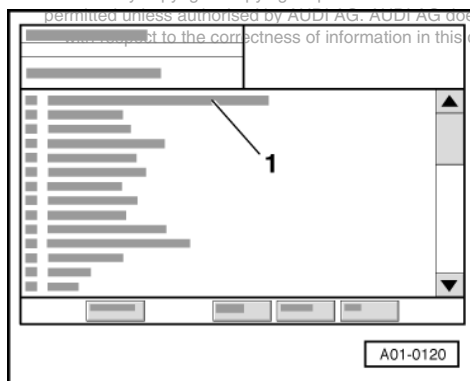 permitted unless authorised by AUDI AG. AUDI AG doe
with respect to the correctness of information in this
1
A01-0120